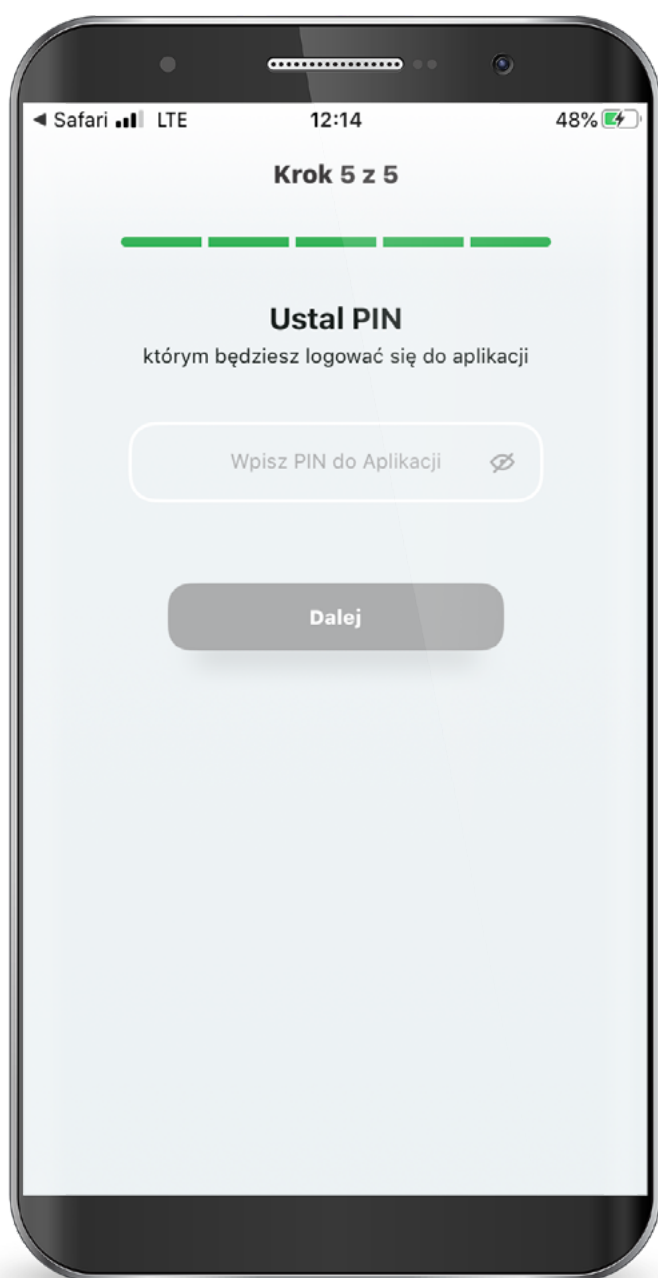 ◀ Safari LTE 12:14 48%
Krok 5 z 5
Ustal PIN
którym będziesz logować się do aplikacji
Wpisz PIN do Aplikacji
Dalej